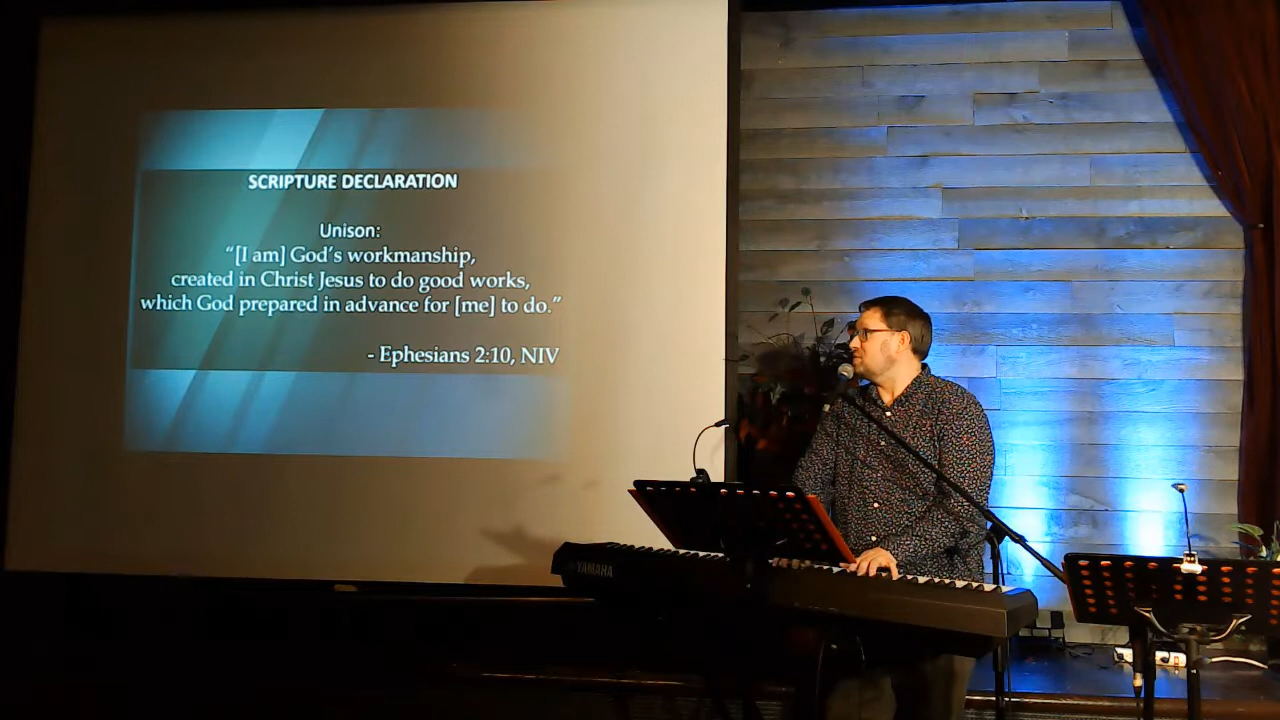 SCRIPTURE DECLARATION
Unison:
“[I am] God’s workmanship,
created in Christ Jesus to do good works,
which God prepared in advance for [me] to do.”
- Ephesians 2:10, NIV
YAMAHA